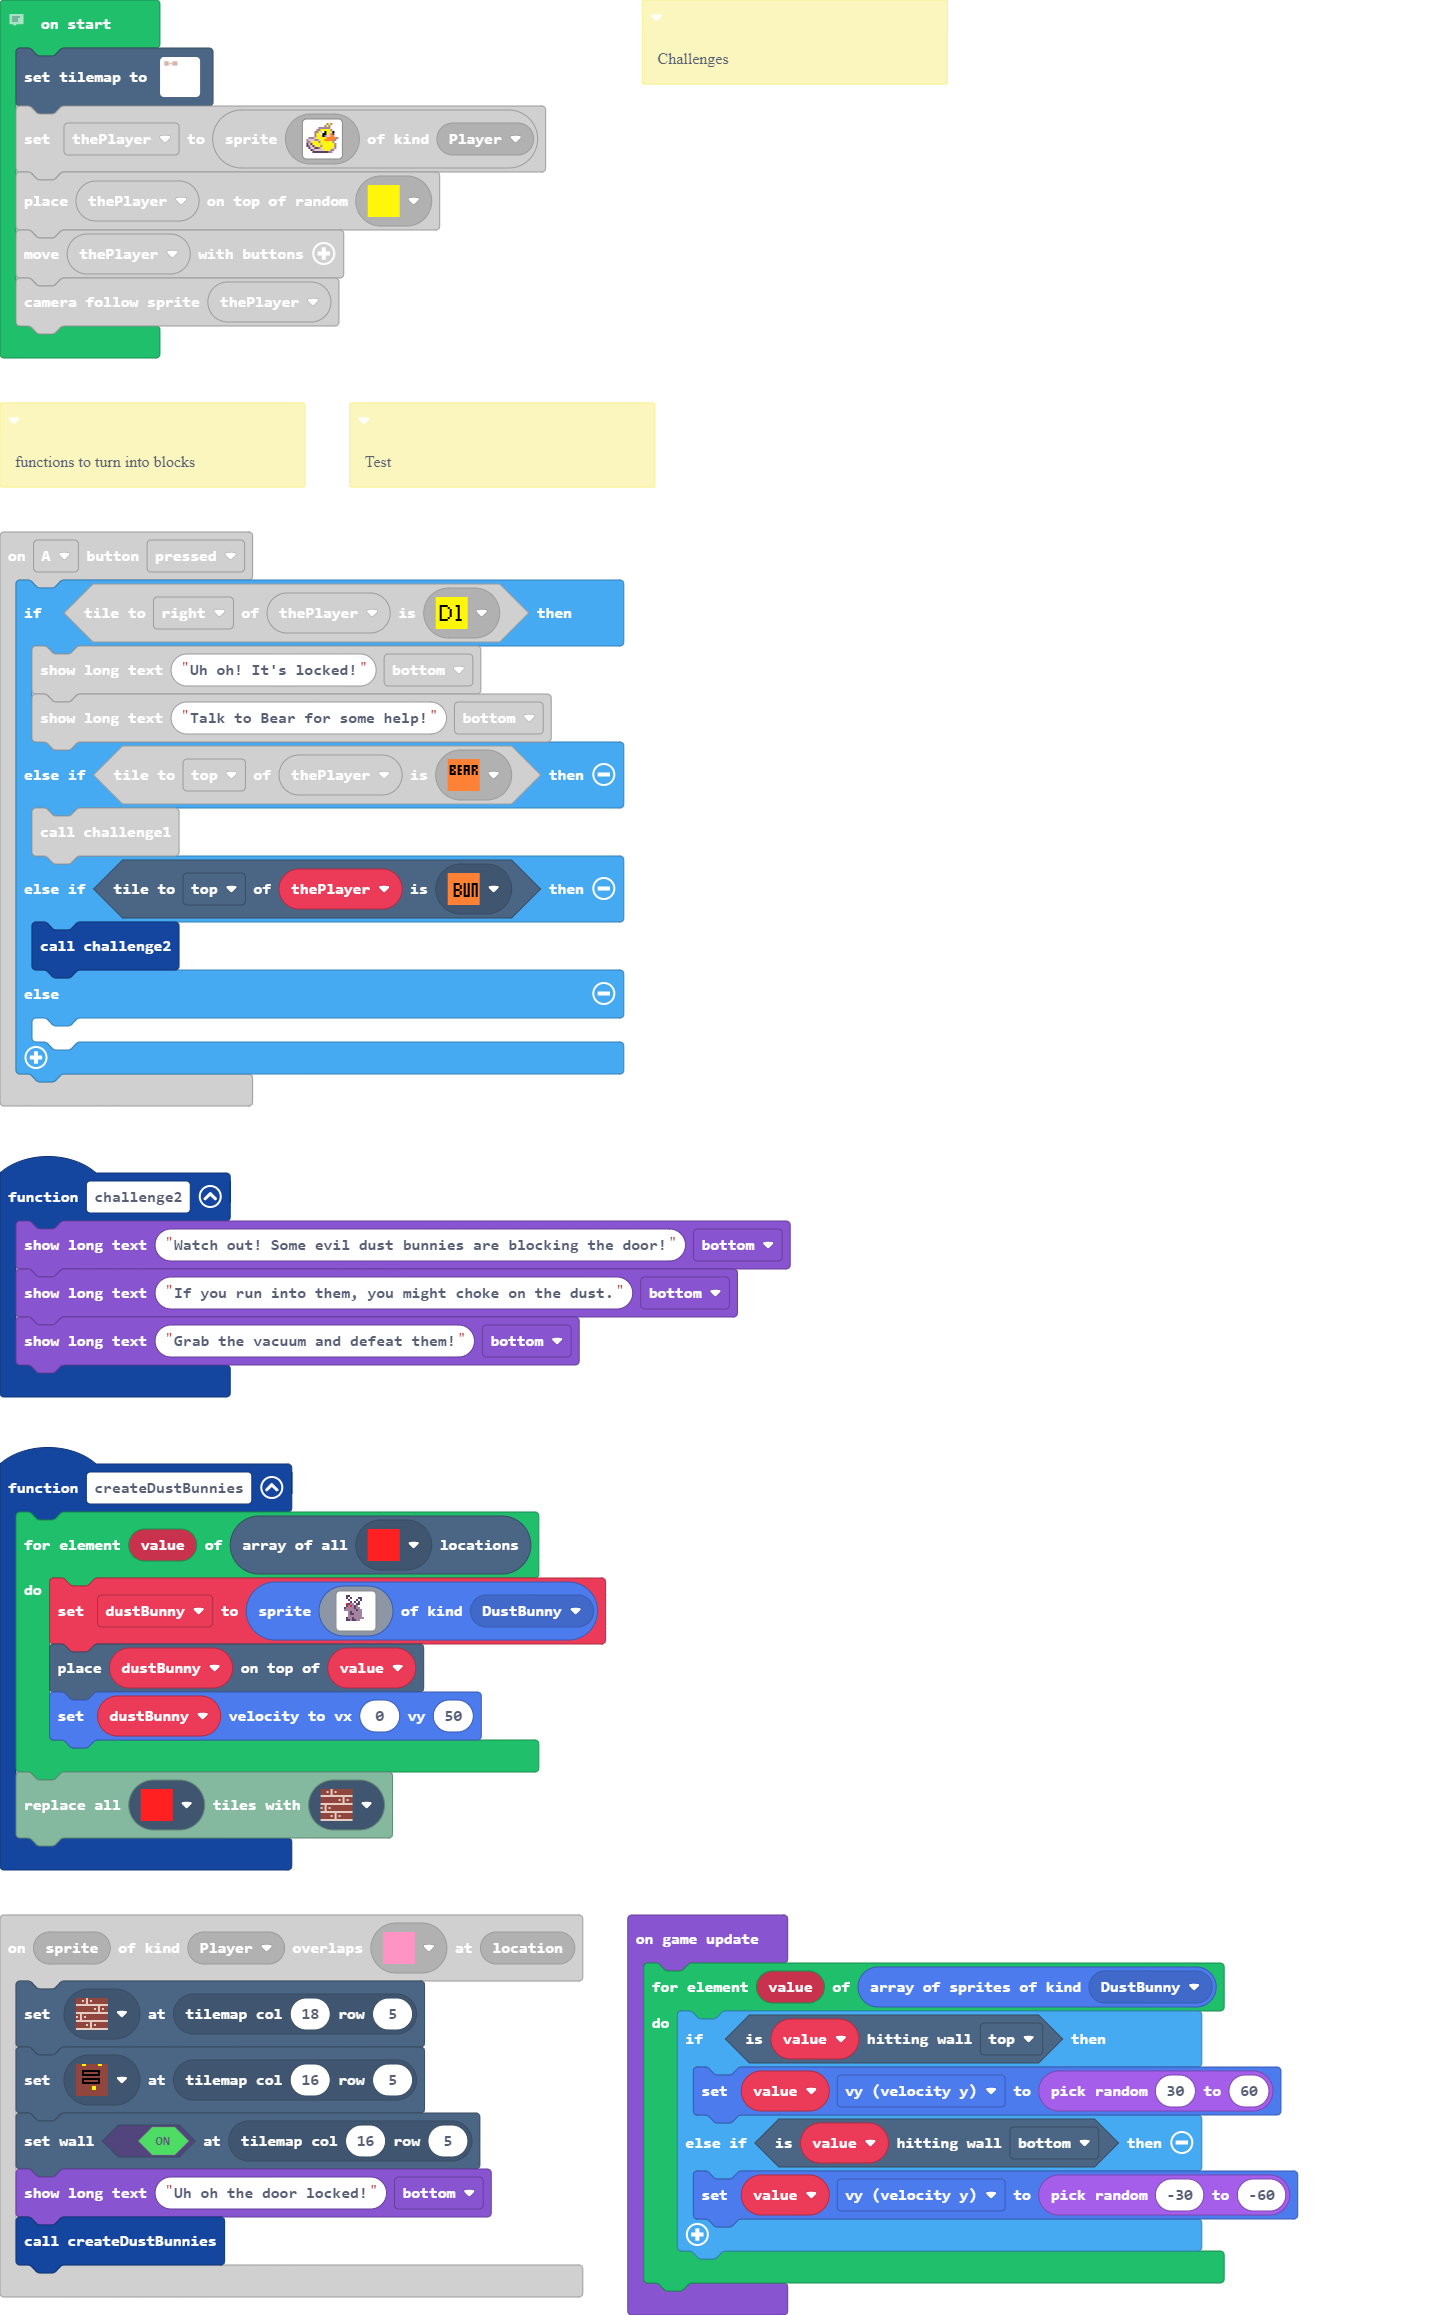 on start
Challenges
set tilemap to
set thePlayer to sprite of kind Player
place thePlayer on top of random
move thePlayer with buttons
camera follow sprite thePlayer
functions to turn into blocks
Test
on A button pressed
if tile to right of thePlayer is D1 then
show long text "Uh oh! It's locked!" bottom
show long text "Talk to Bear for some help!" bottom
else if tile to top of thePlayer is BEAR then
call challenge1
else if tile to top of thePlayer is BUN then
call challenge2
else
function challenge2
show long text "Watch out! Some evil dust bunnies are blocking the door!" bottom
show long text "If you run into them, you might choke on the dust." bottom
show long text "Grab the vacuum and defeat them!" bottom
function createDustBunnies
for element value of array of all locations
do
set dustBunny to sprite of kind DustBunny
place dustBunny on top of value
set dustBunny velocity to vx 0 vy 50
replace all tiles with
on sprite of kind Player overlaps at location
set at tilemap col 18 row 5
set at tilemap col 16 row 5
set wall ON at tilemap col 16 row 5
show long text "Uh oh the door locked!" bottom
call createDustBunnies
on game update
for element value of array of sprites of kind DustBunny
do
if is value hitting wall top then
set value vy (velocity y) to pick random 30 to 60
else if is value hitting wall bottom then
set value vy (velocity y) to pick random -30 to -60